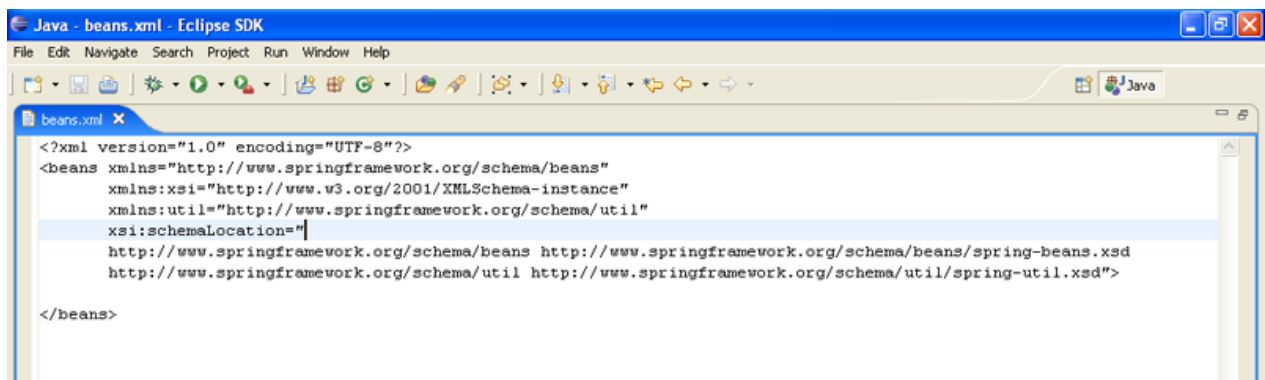 Java - beans.xml - Eclipse SDK
File Edit Navigate Search Project Run Window Help
Java
beans.xml
<?xml version="1.0" encoding="UTF-8"?>
<beans xmlns="http://www.springframework.org/schema/beans"
xmlns:xsi="http://www.w3.org/2001/XMLSchema-instance"
xmlns:util="http://www.springframework.org/schema/util"
xsi:schemaLocation="
http://www.springframework.org/schema/beans http://www.springframework.org/schema/beans/spring-beans.xsd
http://www.springframework.org/schema/util http://www.springframework.org/schema/util/spring-util.xsd">
</beans>